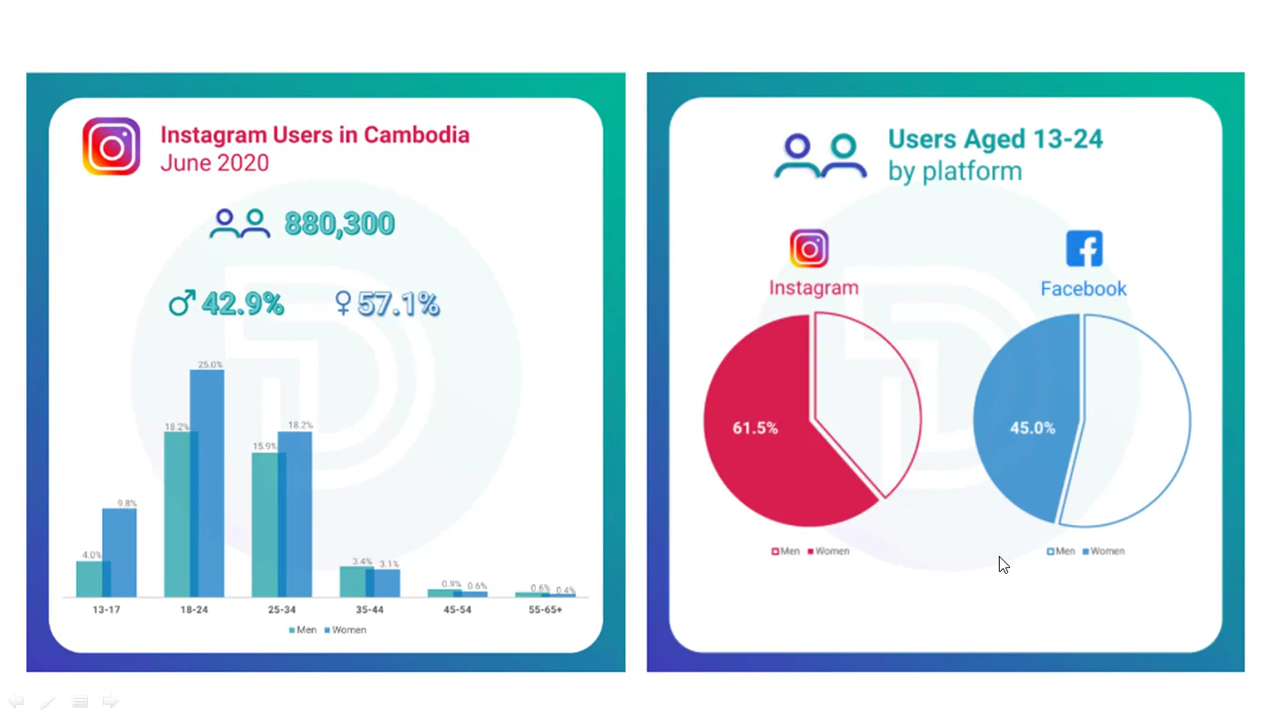 Instagram Users in Cambodia
June 2020
880,300
42.9%
57.1%
25.0%
18.2%
18.2%
15.9%
9.8%
4.0%
3.4%
3.1%
0.9%
0.6%
0.6%
0.4%
13-17
18-24
25-34
35-44
45-54
55-65+
Men
Women
Users Aged 13-24
by platform
Instagram
Facebook
61.5%
45.0%
Men
Women
Men
Women